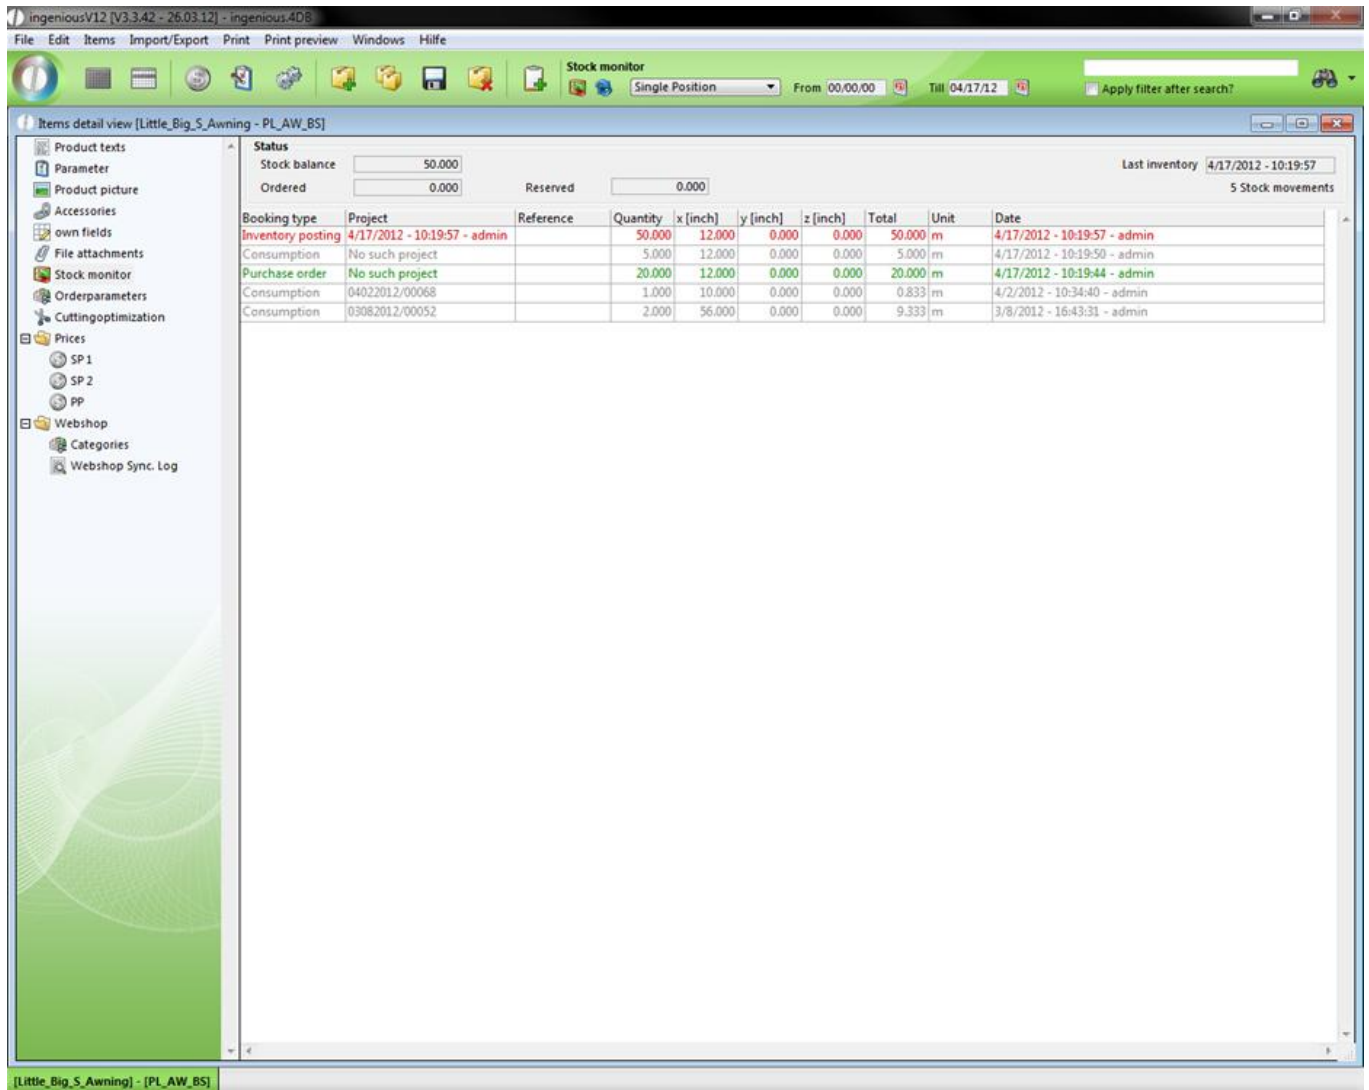 ingeniousV12 [V3.3.42 - 26.03.12] - ingenious.4DB
File Edit Items Import/Export Print Print preview Windows Hilfe
Stock monitor
Single Position From 00/00/00 Till 04/17/12 Apply filter after search?
Items detail view [Little_Big_S_Awning - PL_AW_BS]
Product texts
Parameter
Product picture
Accessories
own fields
File attachments
Stock monitor
Orderparameters
Cuttingoptimization
Prices
SP 1
SP 2
PP
Webshop
Categories
Webshop Sync. Log
Status
Stock balance 50.000 Last inventory 4/17/2012 - 10:19:57
Ordered 0.000 Reserved 0.000 5 Stock movements
Booking type Project Reference Quantity x [inch] y [inch] z [inch] Total Unit Date
Inventory posting 4/17/2012 - 10:19:57 - admin 50.000 12.000 0.000 0.000 50.000 m 4/17/2012 - 10:19:57 - admin
Consumption No such project 5.000 12.000 0.000 0.000 5.000 m 4/17/2012 - 10:19:50 - admin
Purchase order No such project 20.000 12.000 0.000 0.000 20.000 m 4/17/2012 - 10:19:44 - admin
Consumption 04022012/00068 1.000 10.000 0.000 0.000 0.833 m 4/2/2012 - 10:34:40 - admin
Consumption 03082012/00052 2.000 56.000 0.000 0.000 9.333 m 3/8/2012 - 16:43:31 - admin
[Little_Big_S_Awning] - [PL_AW_BS]